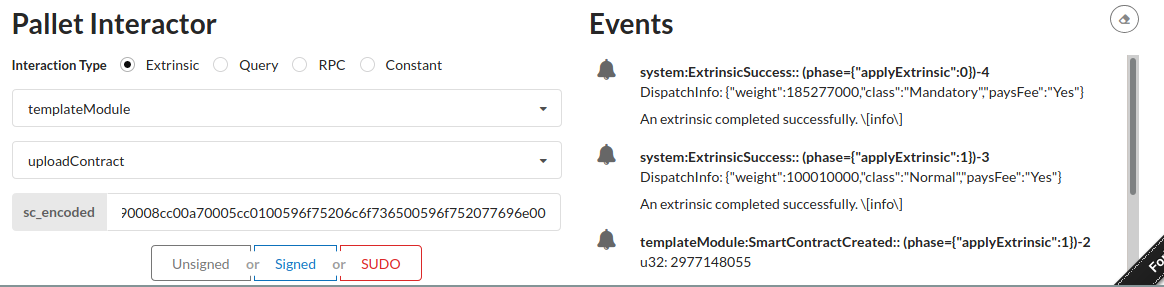 Pallet Interactor
Interaction Type Extrinsic Query RPC Constant
templateModule
uploadContract
sc_encoded 90008cc00a70005cc0100596f75206c6f736500596f752077696e00
Unsigned or Signed or SUDO
Events
system:ExtrinsicSuccess:: (phase={"applyExtrinsic":0})-4
DispatchInfo: {"weight":185277000,"class":"Mandatory","paysFee":"Yes"}
An extrinsic completed successfully. \[info\]
system:ExtrinsicSuccess:: (phase={"applyExtrinsic":1})-3
DispatchInfo: {"weight":100010000,"class":"Normal","paysFee":"Yes"}
An extrinsic completed successfully. \[info\]
templateModule:SmartContractCreated:: (phase={"applyExtrinsic":1})-2
u32: 2977148055